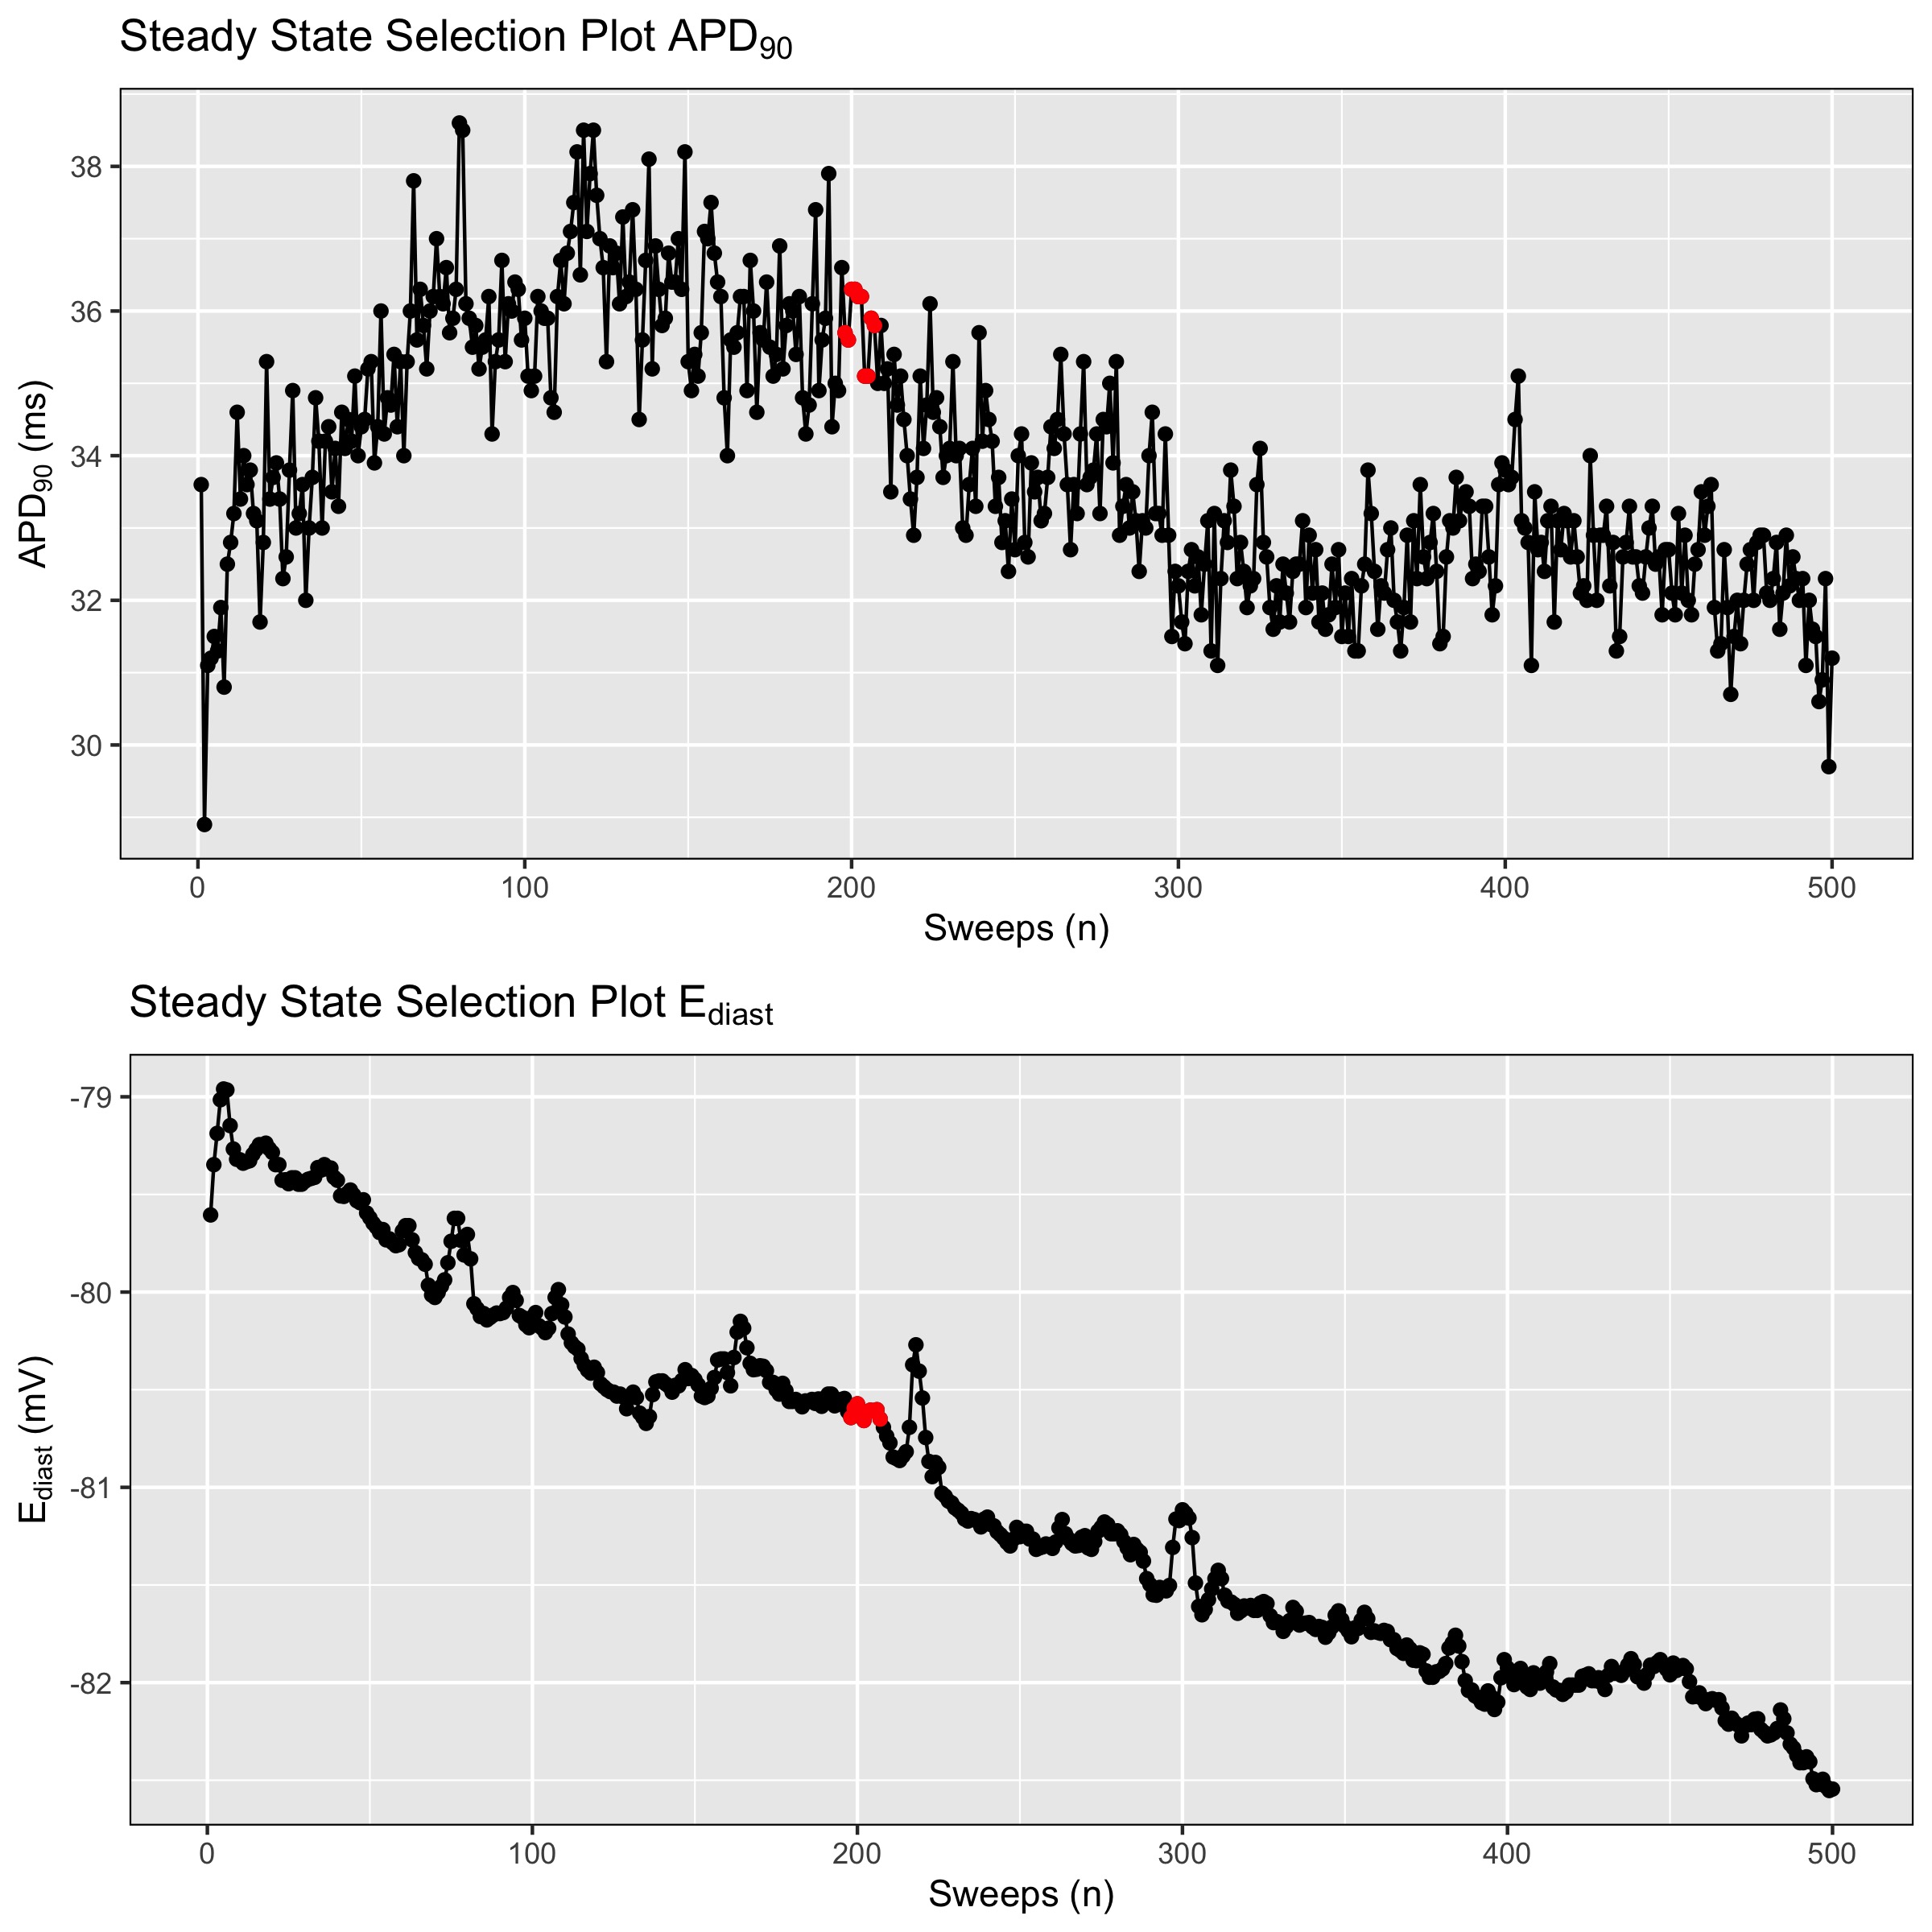 Steady State Selection Plot APD90
38
36
34
32
30
APD90 (ms)
0 100 200 300 400 500
Sweeps (n)
Steady State Selection Plot Ediast
-79
-80
-81
-82
Ediast (mV)
0 100 200 300 400 500
Sweeps (n)